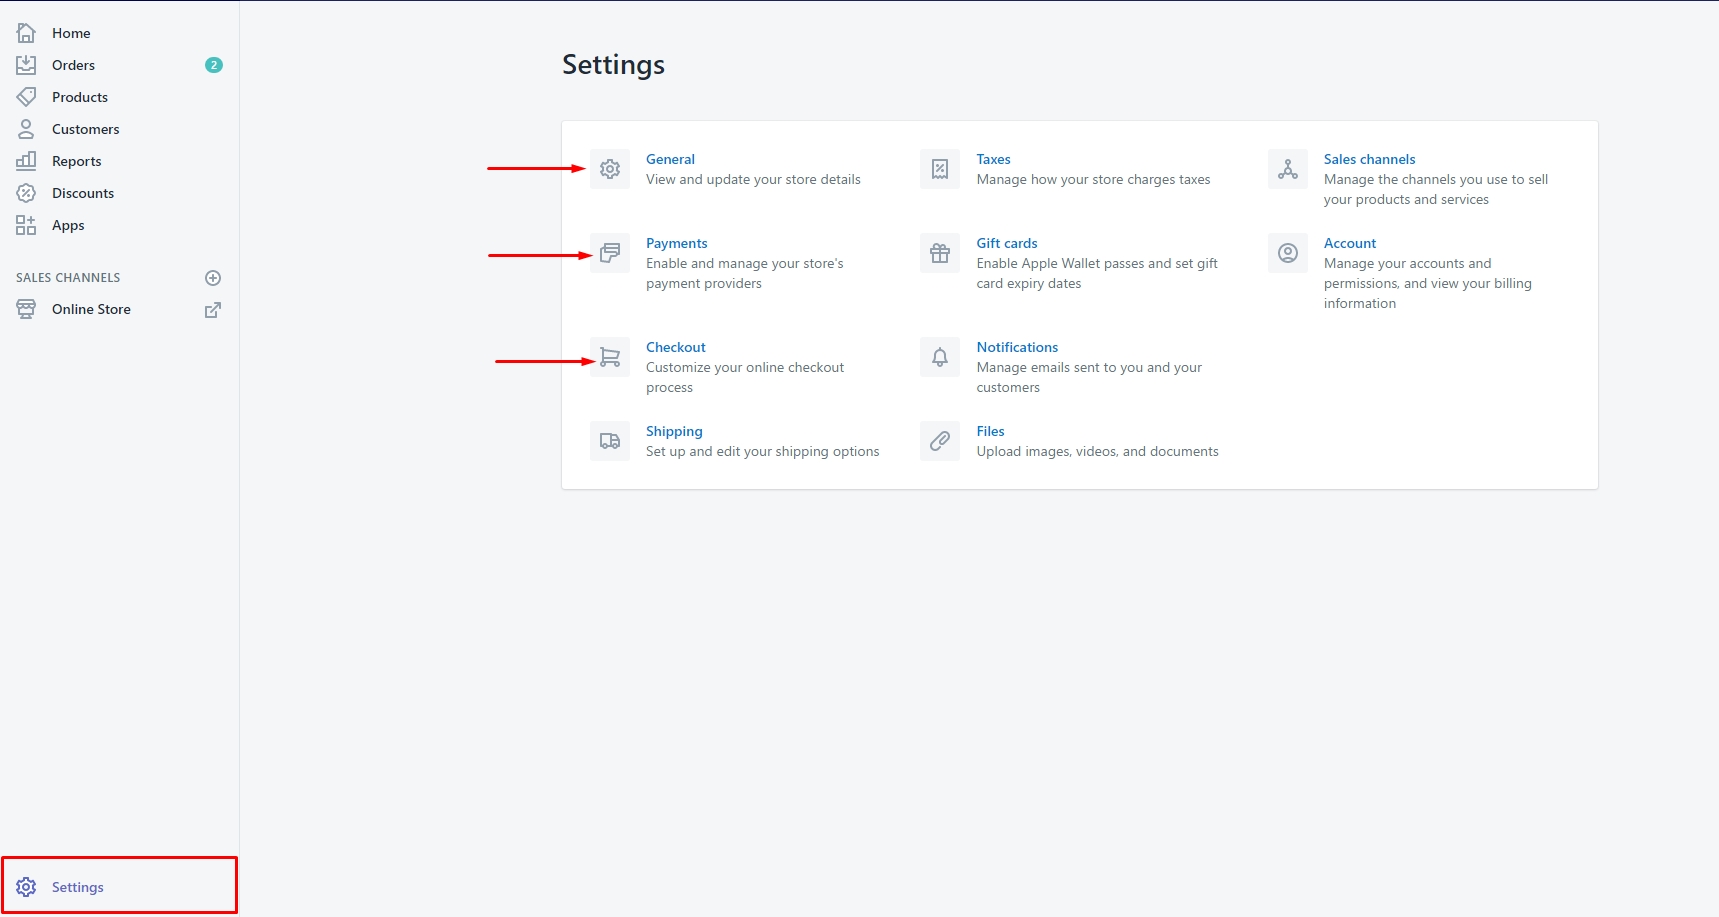 Home
Orders 2
Products
Customers
Reports
Discounts
Apps
SALES CHANNELS
Online Store
Settings
Settings
General
View and update your store details
Payments
Enable and manage your store's
payment providers
Checkout
Customize your online checkout
process
Shipping
Set up and edit your shipping options
Taxes
Manage how your store charges taxes
Gift cards
Enable Apple Wallet passes and set gift
card expiry dates
Notifications
Manage emails sent to you and your
customers
Files
Upload images, videos, and documents
Sales channels
Manage the channels you use to sell
your products and services
Account
Manage your accounts and
permissions, and view your billing
information